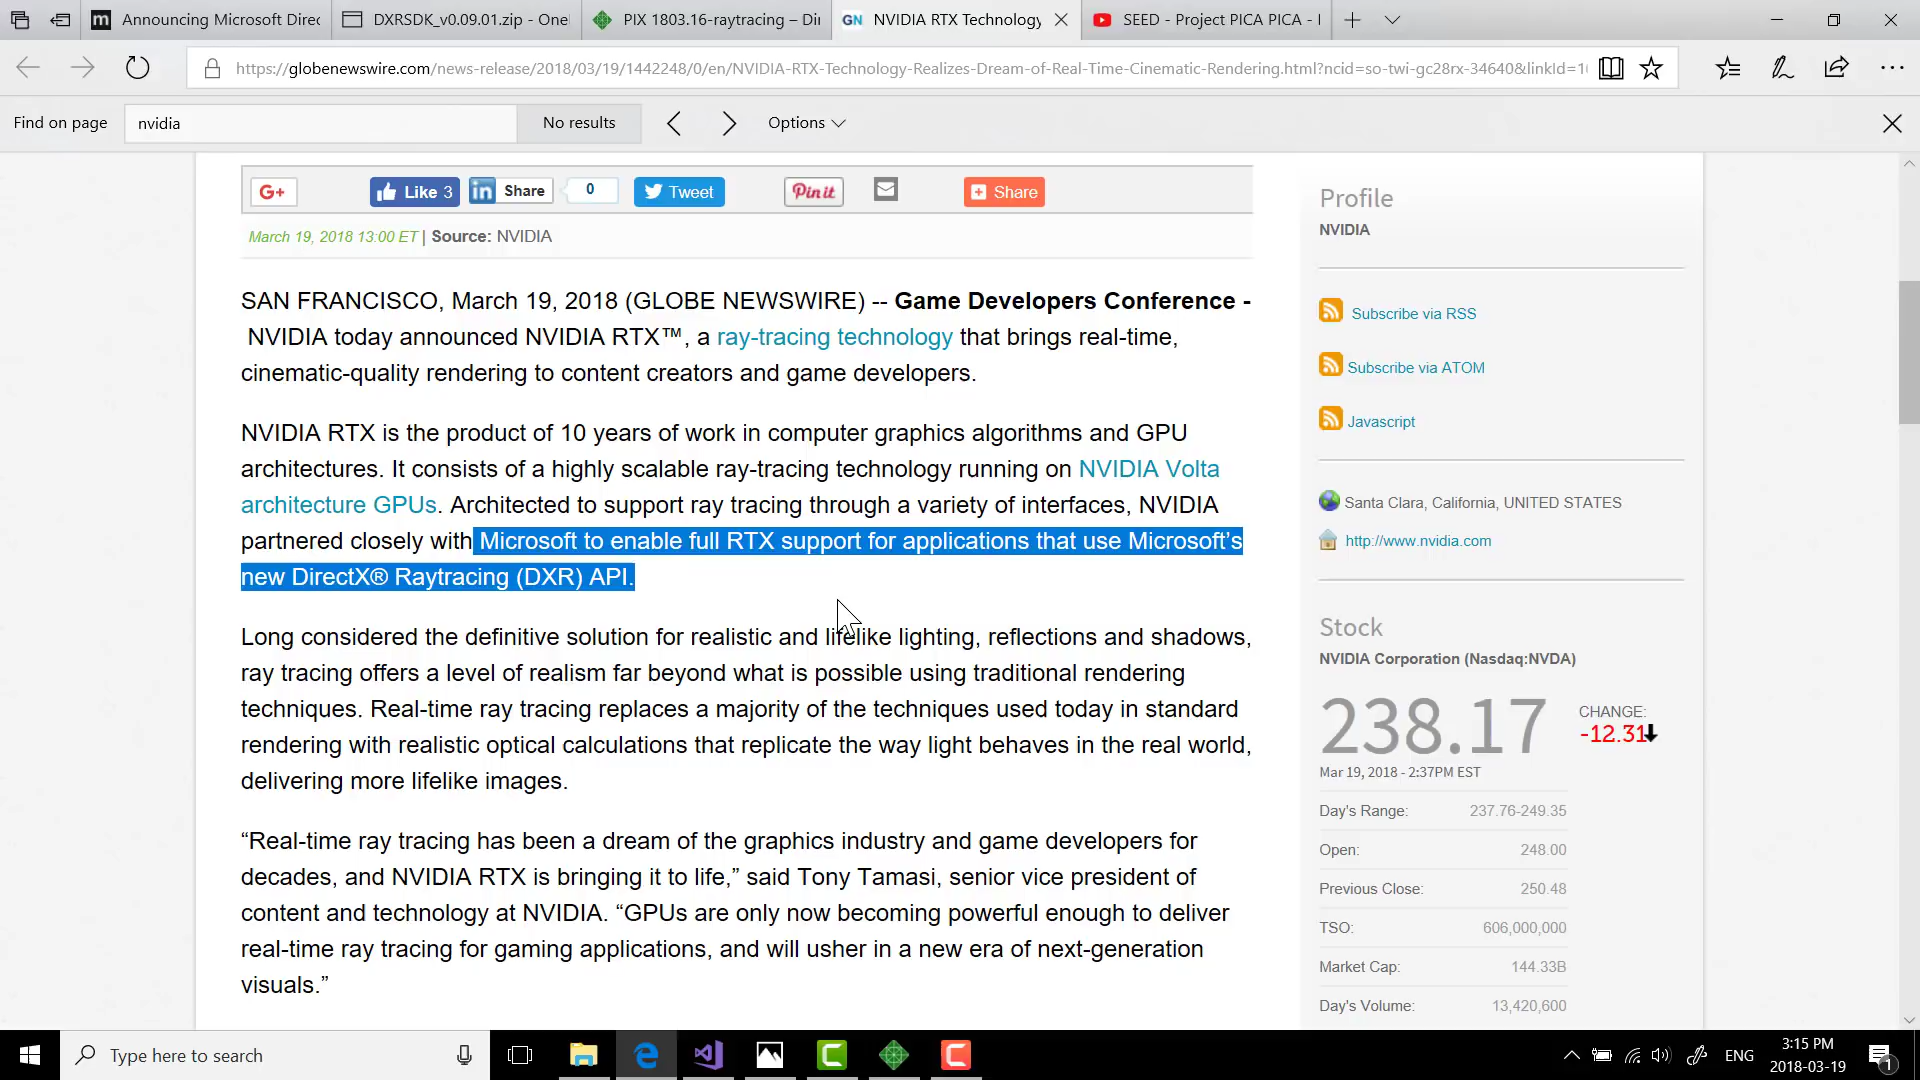 Announcing Microsoft Direc
DXRSDK_v0.09.01.zip - One
PIX 1803.16-raytracing – Di
GN NVIDIA RTX Technology
SEED - Project PICA PICA -
https://globenewswire.com/news-release/2018/03/19/1442248/0/en/NVIDIA-RTX-Technology-Realizes-Dream-of-Real-Time-Cinematic-Rendering.html?ncid=so-twi-gc28rx-34640&linkId=1
Find on page
nvidia
No results
Options
G+
Like 3
in Share
0
Tweet
Pinit
Share
March 19, 2018 13:00 ET | Source: NVIDIA
SAN FRANCISCO, March 19, 2018 (GLOBE NEWSWIRE) -- Game Developers Conference -
NVIDIA today announced NVIDIA RTX™, a ray-tracing technology that brings real-time,
cinematic-quality rendering to content creators and game developers.
NVIDIA RTX is the product of 10 years of work in computer graphics algorithms and GPU
architectures. It consists of a highly scalable ray-tracing technology running on NVIDIA Volta
architecture GPUs. Architected to support ray tracing through a variety of interfaces, NVIDIA
partnered closely with Microsoft to enable full RTX support for applications that use Microsoft’s
new DirectX® Raytracing (DXR) API.
Long considered the definitive solution for realistic and lifelike lighting, reflections and shadows,
ray tracing offers a level of realism far beyond what is possible using traditional rendering
techniques. Real-time ray tracing replaces a majority of the techniques used today in standard
rendering with realistic optical calculations that replicate the way light behaves in the real world,
delivering more lifelike images.
“Real-time ray tracing has been a dream of the graphics industry and game developers for
decades, and NVIDIA RTX is bringing it to life,” said Tony Tamasi, senior vice president of
content and technology at NVIDIA. “GPUs are only now becoming powerful enough to deliver
real-time ray tracing for gaming applications, and will usher in a new era of next-generation
visuals.”
Profile
NVIDIA
Subscribe via RSS
Subscribe via ATOM
Javascript
Santa Clara, California, UNITED STATES
http://www.nvidia.com
Stock
NVIDIA Corporation (Nasdaq:NVDA)
238.17
CHANGE:
-12.31
Mar 19, 2018 - 2:37PM EST
Day's Range: 237.76-249.35
Open: 248.00
Previous Close: 250.48
TSO: 606,000,000
Market Cap: 144.33B
Day's Volume: 13,420,600
Type here to search
ENG
3:15 PM
2018-03-19
1